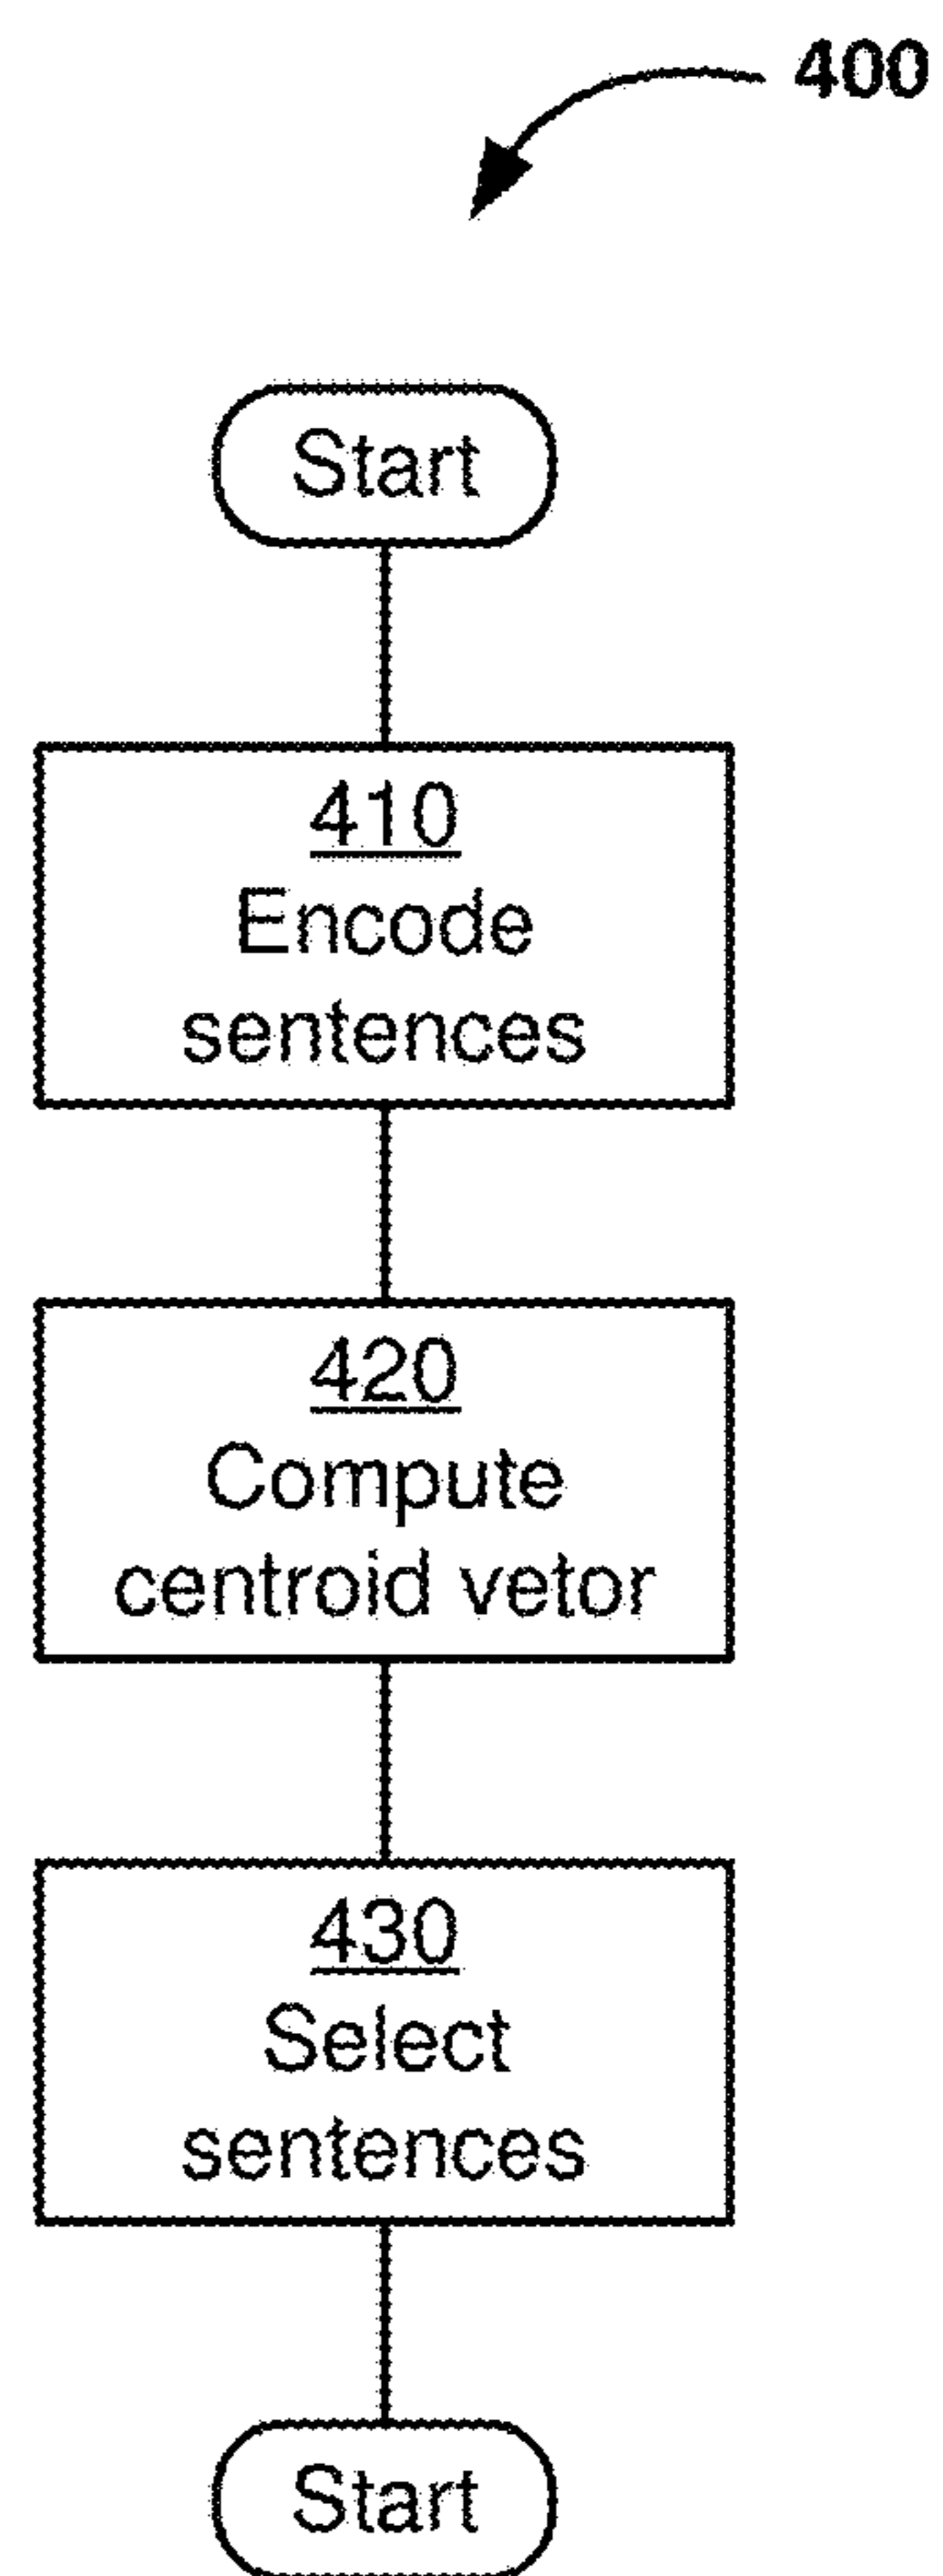 400
Start
410
Encode
sentences
420
Compute
centroid vetor
430
Select
sentences
Start